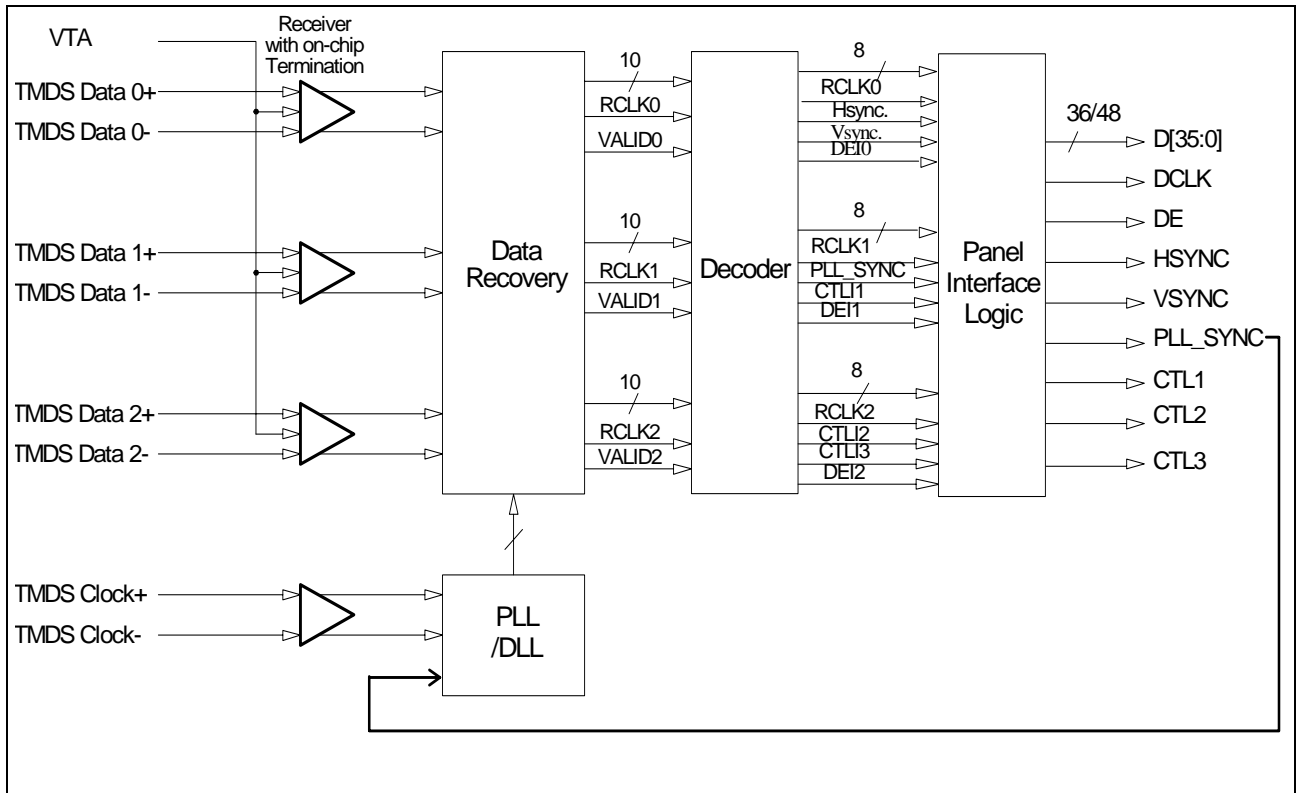 VTA
Receiver
with on-chip
Termination
TMDS Data 0+
TMDS Data 0-
TMDS Data 1+
TMDS Data 1-
TMDS Data 2+
TMDS Data 2-
TMDS Clock+
TMDS Clock-
Data
Recovery
PLL
/DLL
10
RCLK0
VALID0
10
RCLK1
VALID1
10
RCLK2
VALID2
Decoder
8
RCLK0
Hsync.
Vsync.
DEI0
8
RCLK1
PLL_SYNC
CTLI1
DEI1
8
RCLK2
CTLI2
CTLI3
DEI2
Panel
Interface
Logic
36/48
D[35:0]
DCLK
DE
HSYNC
VSYNC
PLL_SYNC
CTL1
CTL2
CTL3